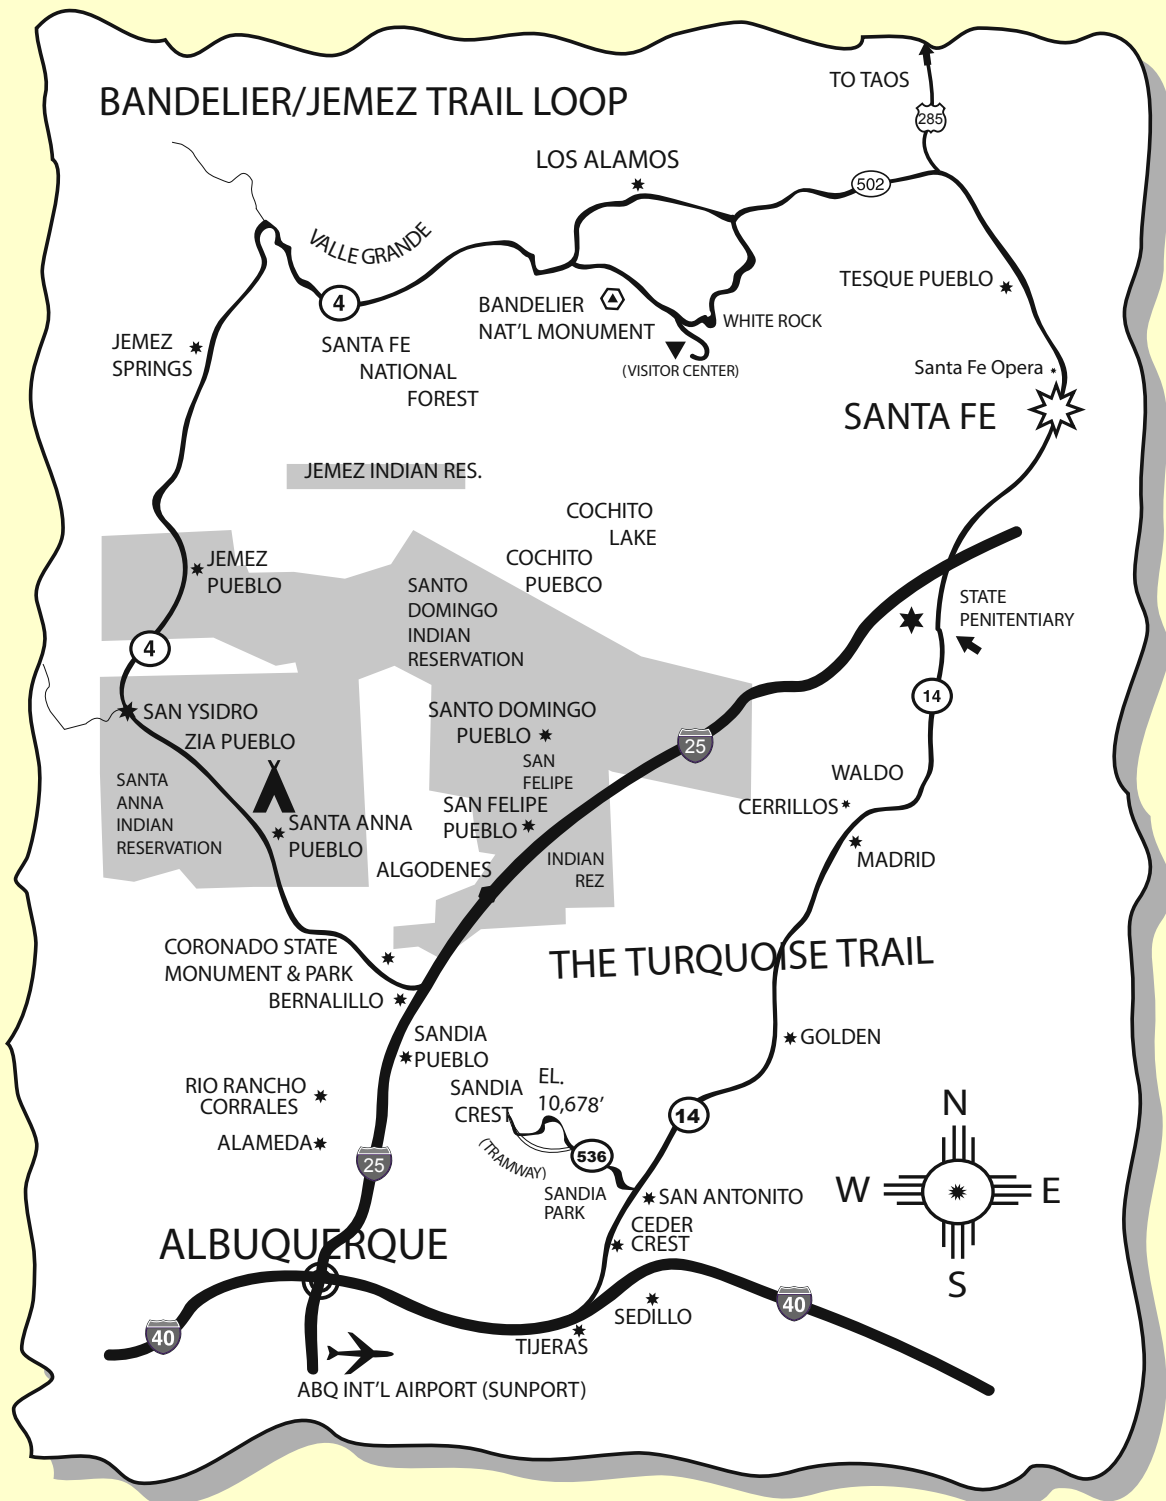 TO TAOS
BANDELIER/JEMEZ TRAIL LOOP
285
LOS ALAMOS
502
VALLE GRANDE
TESQUE PUEBLO
4
BANDELIER
NAT'L MONUMENT
WHITE ROCK
JEMEZ
SPRINGS
SANTA FE
NATIONAL
FOREST
(VISITOR CENTER)
Santa Fe Opera
SANTA FE
JEMEZ INDIAN RES.
COCHITO
LAKE
COCHITO
PUEBCO
JEMEZ
PUEBLO
SANTO
DOMINGO
INDIAN
RESERVATION
STATE
PENITENTIARY
4
14
SAN YSIDRO
SANTO DOMINGO
PUEBLO
ZIA PUEBLO
25
SAN
FELIPE
WALDO
SANTA
ANNA
INDIAN
RESERVATION
CERRILLOS
SAN FELIPE
PUEBLO
SANTA ANNA
PUEBLO
MADRID
ALGODENES
INDIAN
REZ
CORONADO STATE
MONUMENT & PARK
THE TURQUOISE TRAIL
BERNALILLO
SANDIA
PUEBLO
GOLDEN
RIO RANCHO
CORRALES
SANDIA
CREST
EL.
10,678'
14
N
ALAMEDA
(TRAMWAY)
536
25
SANDIA
PARK
SAN ANTONITO
W
E
CEDER
CREST
ALBUQUERQUE
S
40
SEDILLO
40
TIJERAS
ABQ INT'L AIRPORT (SUNPORT)